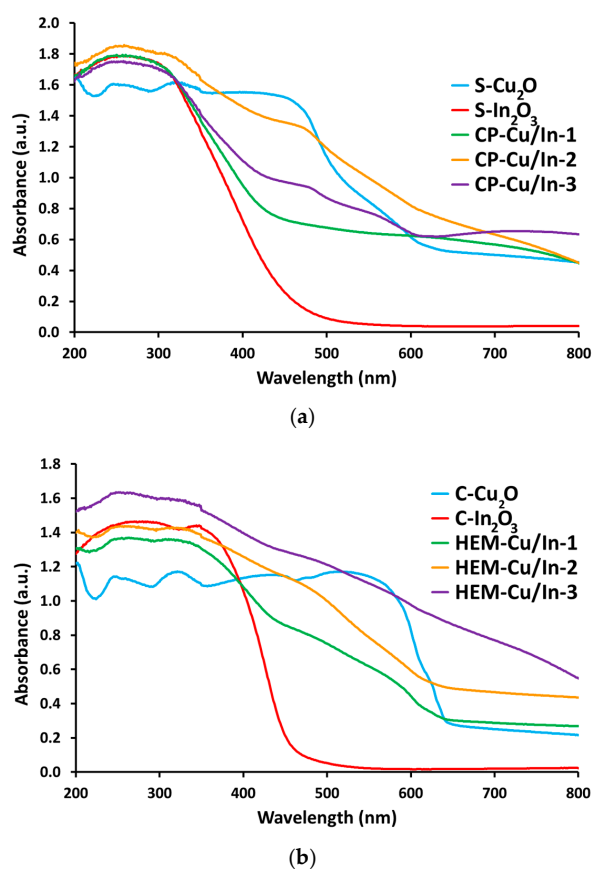 2.0
1.8
1.6
1.4
1.2
1.0
0.8
0.6
0.4
0.2
0.0
Absorbance (a.u.)
S-Cu₂O
S-In₂O₃
CP-Cu/In-1
CP-Cu/In-2
CP-Cu/In-3
200 300 400 500 600 700 800
Wavelength (nm)
(a)
1.8
1.6
1.4
1.2
1.0
0.8
0.6
0.4
0.2
0.0
Absorbance (a.u.)
C-Cu₂O
C-In₂O₃
HEM-Cu/In-1
HEM-Cu/In-2
HEM-Cu/In-3
200 300 400 500 600 700 800
Wavelength (nm)
(b)